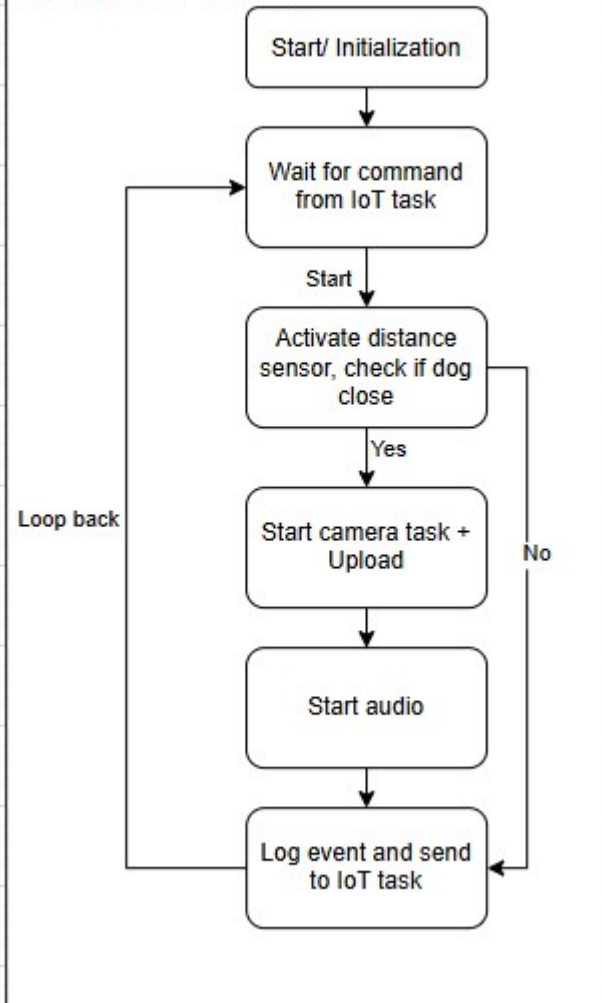 Start/ Initialization
Wait for command
from IoT task
Start
Activate distance
sensor, check if dog
close
Yes
Start camera task +
Upload
Loop back
No
Start audio
Log event and send
to IoT task